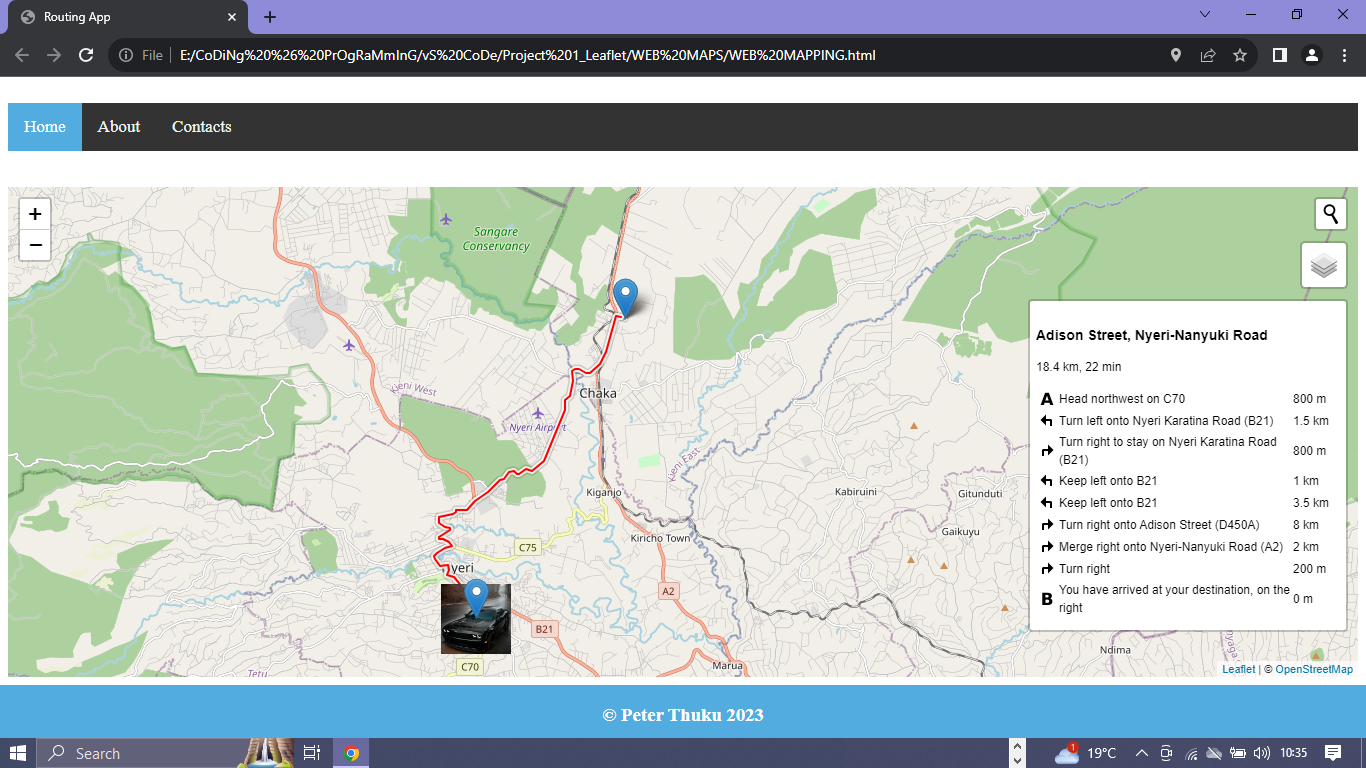 Routing App
File
E:/CoDiNg%20%26%20PrOgRaMmInG/vS%20CoDe/Project%201_Leaflet/WEB%20MAPS/WEB%20MAPPING.html
Home About Contacts
+
−
Sangare
Conservancy
Kieni West
Chaka
Nyeri Airport
Kieni East
Kiganjo
Kabiruini
Gitunduti
Kiricho Town
Gaikuyu
C75
Nyeri
A2
B21
C70
Tetu
Marua
Ndima
Adison Street, Nyeri-Nanyuki Road
18.4 km, 22 min
A Head northwest on C70 800 m
Turn left onto Nyeri Karatina Road (B21) 1.5 km
Turn right to stay on Nyeri Karatina Road
(B21) 800 m
Keep left onto B21 1 km
Keep left onto B21 3.5 km
Turn right onto Adison Street (D450A) 8 km
Merge right onto Nyeri-Nanyuki Road (A2) 2 km
Turn right 200 m
B You have arrived at your destination, on the
right 0 m
Leaflet | © OpenStreetMap
© Peter Thuku 2023
Search
1
19°C
10:35